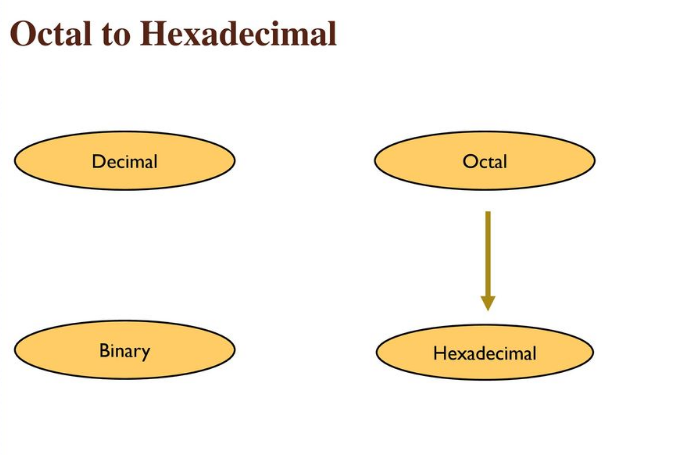 Octal to Hexadecimal
Decimal
Octal
Binary
Hexadecimal